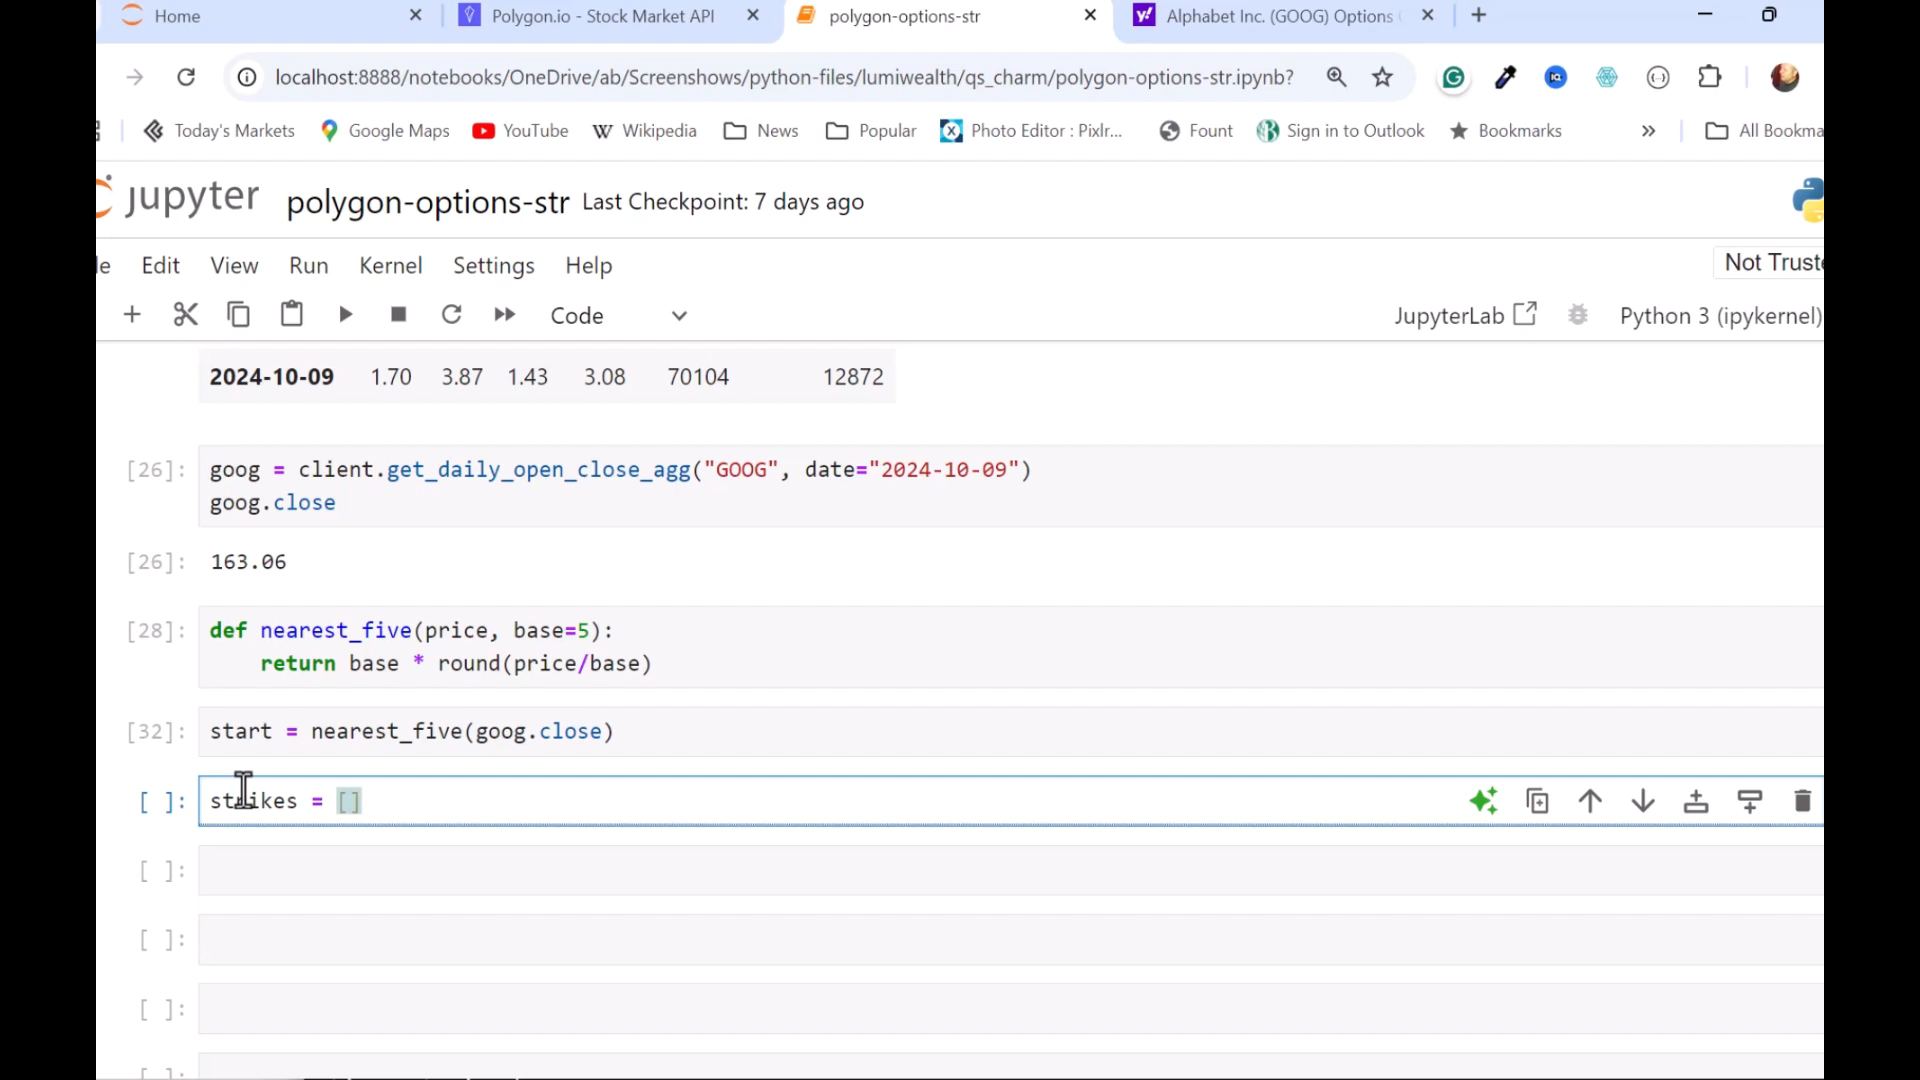 Home
Polygon.io - Stock Market API
polygon-options-str
Alphabet Inc. (GOOG) Options
localhost:8888/notebooks/OneDrive/ab/Screenshows/python-files/lumiwealth/qs_charm/polygon-options-str.ipynb?
Today's Markets
Google Maps
YouTube
Wikipedia
News
Popular
Photo Editor : Pixlr...
Fount
Sign in to Outlook
Bookmarks
All Bookma
jupyter polygon-options-str Last Checkpoint: 7 days ago
le Edit View Run Kernel Settings Help
Not Truste
Code
JupyterLab
Python 3 (ipykernel)
2024-10-09 1.70 3.87 1.43 3.08 70104 12872
[26]: goog = client.get_daily_open_close_agg("GOOG", date="2024-10-09")
goog.close
[26]: 163.06
[28]: def nearest_five(price, base=5):
return base * round(price/base)
[32]: start = nearest_five(goog.close)
[ ]: strikes = []
[ ]:
[ ]:
[ ]:
[ ]: